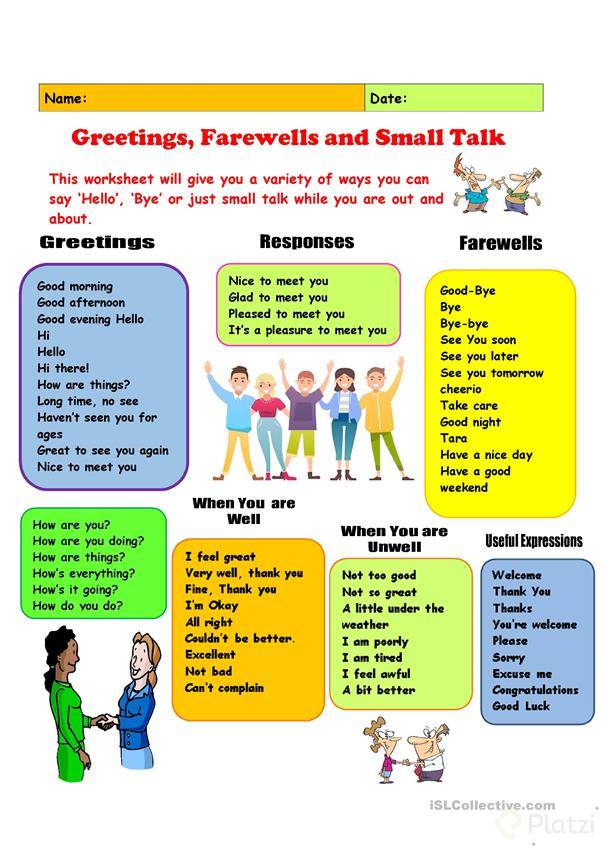 Name:
Date:
Greetings, Farewells and Small Talk
This worksheet will give you a variety of ways you can
say ‘Hello’, ‘Bye’ or just small talk while you are out and
about.
Greetings
Good morning
Good afternoon
Good evening Hello
Hi
Hello
Hi there!
How are things?
Long time, no see
Haven’t seen you for
ages
Great to see you again
Nice to meet you
Responses
Nice to meet you
Glad to meet you
Pleased to meet you
It’s a pleasure to meet you
Farewells
Good-Bye
Bye
Bye-bye
See You soon
See you later
See you tomorrow
cheerio
Take care
Good night
Tara
Have a nice day
Have a good
weekend
How are you?
How are you doing?
How are things?
How’s everything?
How’s it going?
How do you do?
When You are
Well
I feel great
Very well, thank you
Fine, Thank you
I’m Okay
All right
Couldn’t be better.
Excellent
Not bad
Can’t complain
When You are
Unwell
Not too good
Not so great
A little under the
weather
I am poorly
I am tired
I feel awful
A bit better
Useful Expressions
Welcome
Thank You
Thanks
You’re welcome
Please
Sorry
Excuse me
Congratulations
Good Luck
iSLCollective.com
Platzi